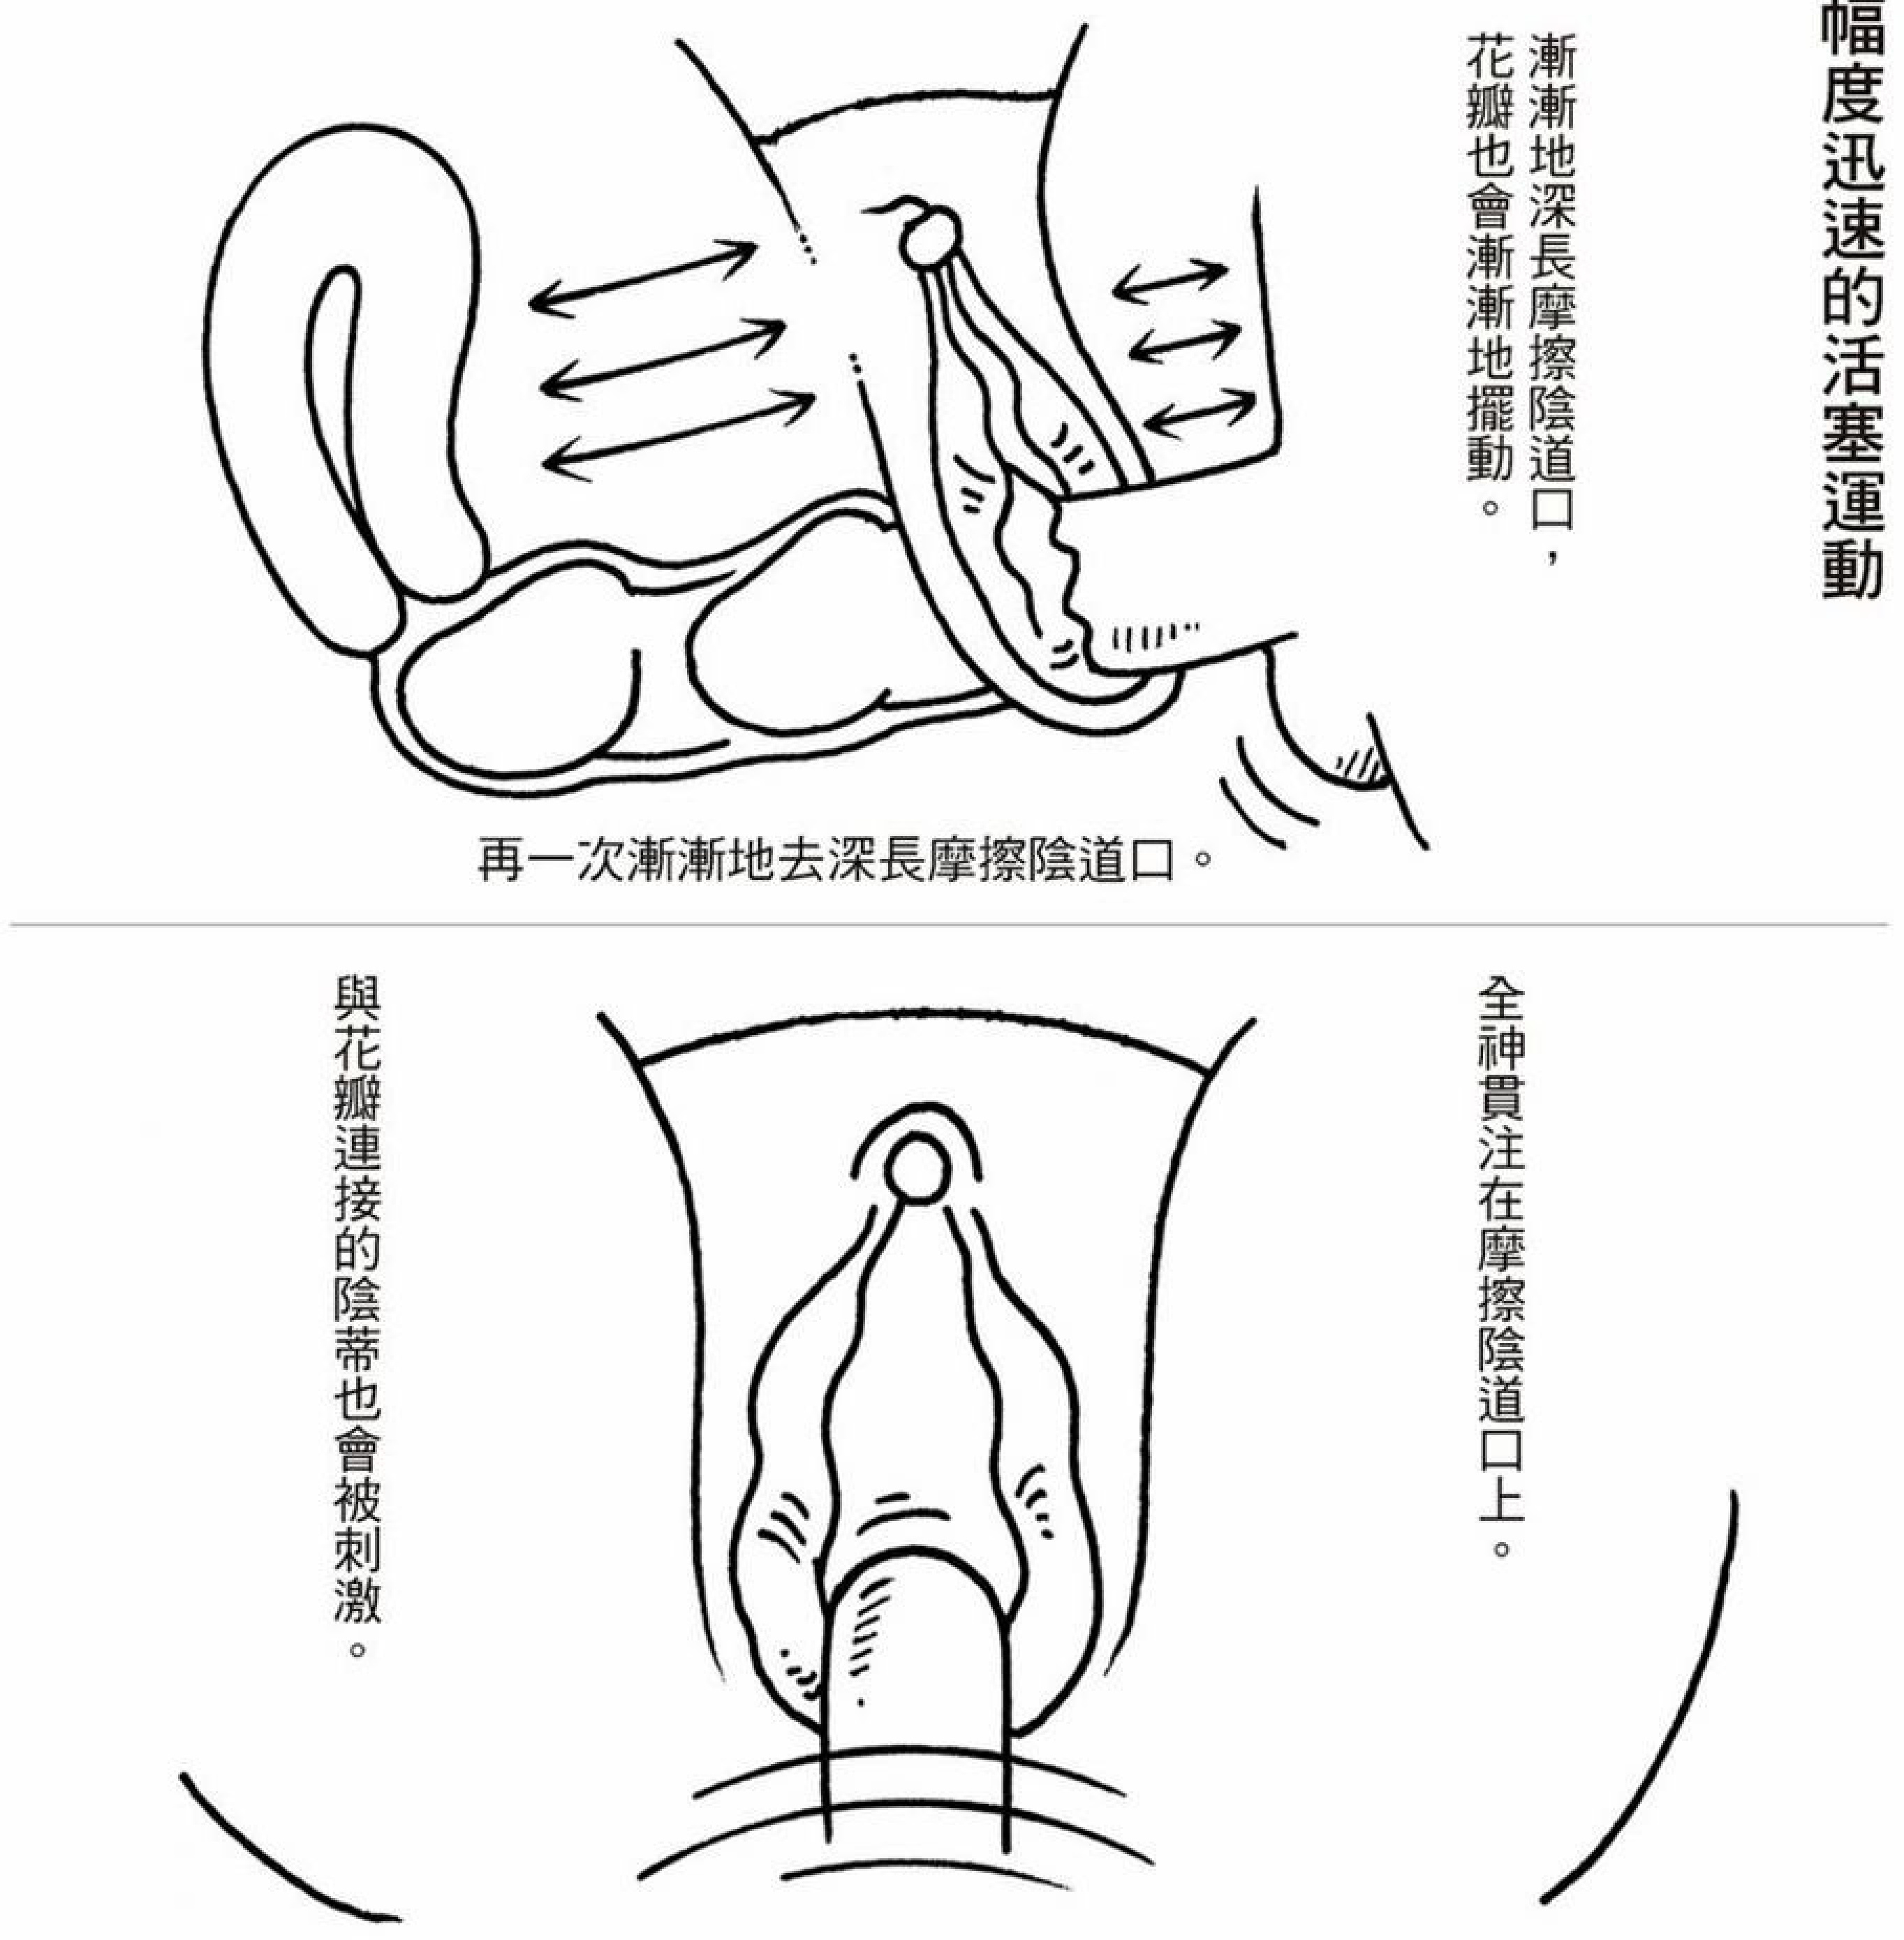 幅度迅速的活塞運動
漸漸地深長摩擦陰道口，
花瓣也會漸漸地擺動。
再一次漸漸地去深長摩擦陰道口。
全神貫注在摩擦陰道口上。
與花瓣連接的陰蒂也會被刺激。